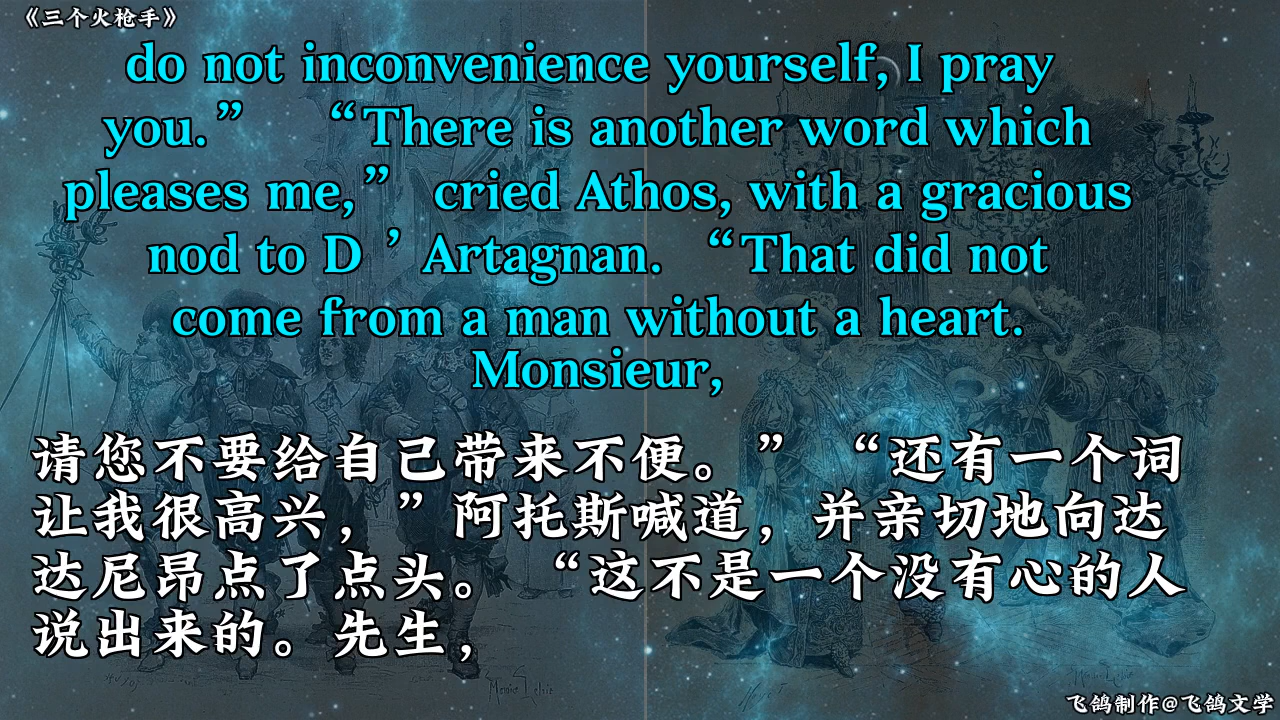 《三个火枪手》
do not inconvenience yourself, I pray
you.” “There is another word which
pleases me,” cried Athos, with a gracious
nod to D ’Artagnan. “That did not
come from a man without a heart.
Monsieur,
请您不要给自己带来不便。” “还有一个词
让我很高兴，”阿托斯喊道，并亲切地向达
达尼昂点了点头。 “这不是一个没有心的人
说出来的。先生，
飞鸽制作@飞鸽文学